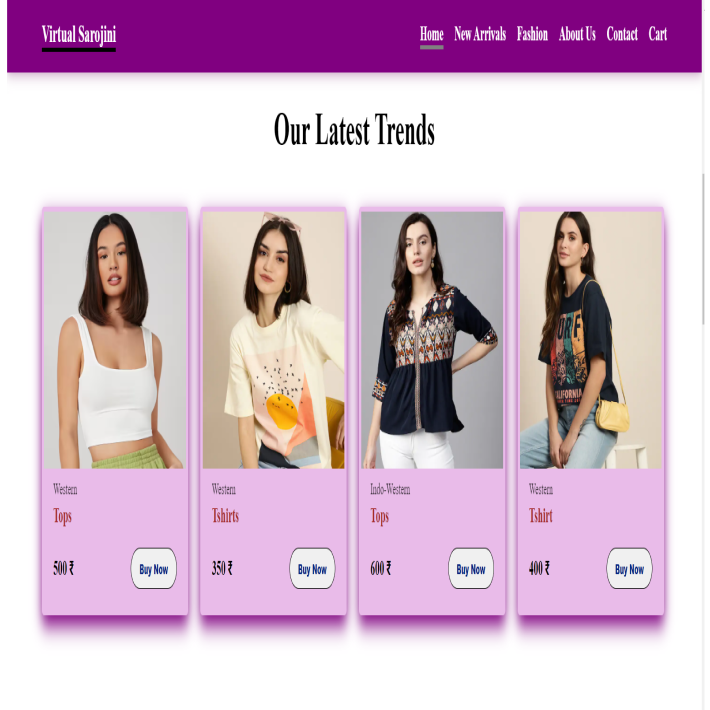 Virtual Sarojini
Home New Arrivals Fashion About Us Contact Cart
Our Latest Trends
CALIFORNIA
Western Western Indo-Western Western
Tops Tshirts Tops Tshirt
500 ₹ Buy Now 350 ₹ Buy Now 600 ₹ Buy Now 400 ₹ Buy Now